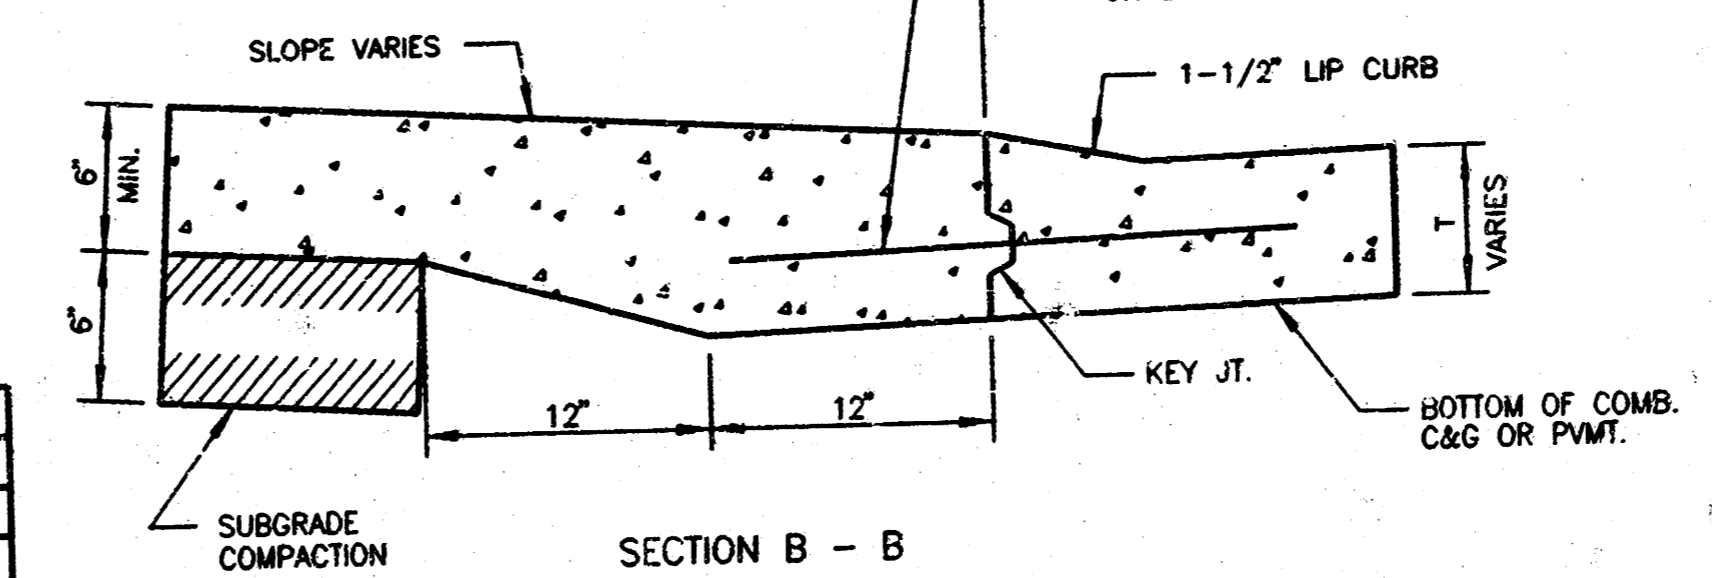 SLOPE VARIES
1-1/2" LIP CURB
6"
MIN.
T
VARIES
6"
KEY JT.
12"
12"
BOTTOM OF COMB.
C&G OR PVMT.
SUBGRADE
COMPACTION
SECTION B - B